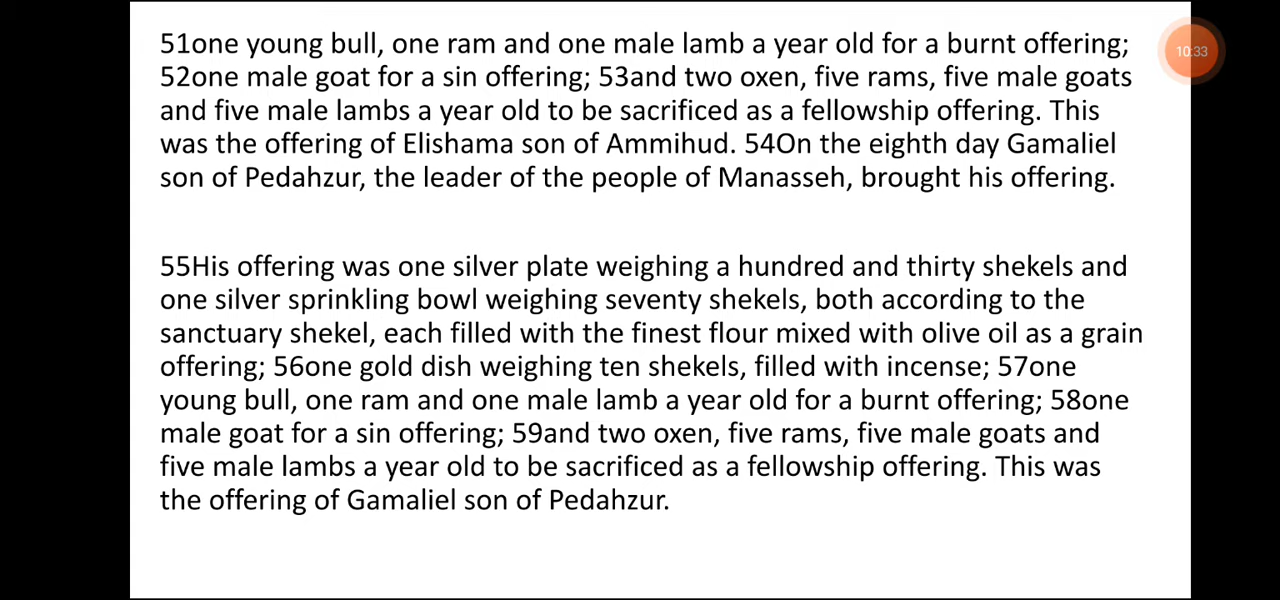 51one young bull, one ram and one male lamb a year old for a burnt offering;
52one male goat for a sin offering; 53and two oxen, five rams, five male goats
and five male lambs a year old to be sacrificed as a fellowship offering. This
was the offering of Elishama son of Ammihud. 54On the eighth day Gamaliel
son of Pedahzur, the leader of the people of Manasseh, brought his offering.
55His offering was one silver plate weighing a hundred and thirty shekels and
one silver sprinkling bowl weighing seventy shekels, both according to the
sanctuary shekel, each filled with the finest flour mixed with olive oil as a grain
offering; 56one gold dish weighing ten shekels, filled with incense; 57one
young bull, one ram and one male lamb a year old for a burnt offering; 58one
male goat for a sin offering; 59and two oxen, five rams, five male goats and
five male lambs a year old to be sacrificed as a fellowship offering. This was
the offering of Gamaliel son of Pedahzur.
10:33